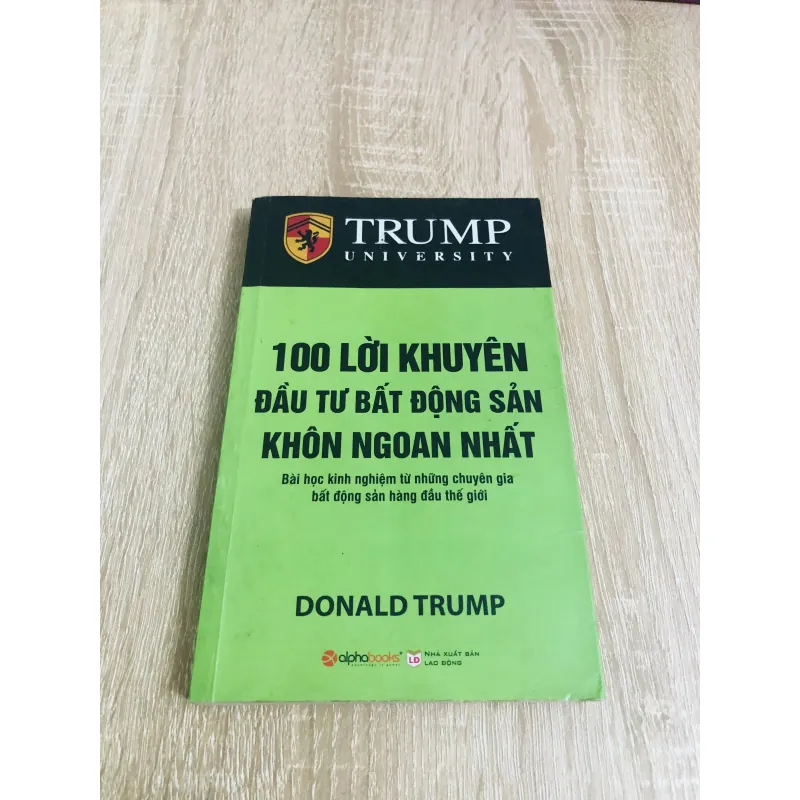 TRUMP
UNIVERSITY
100 LỜI KHUYÊN
ĐẦU TƯ BẤT ĐỘNG SẢN
KHÔN NGOAN NHẤT
Bài học kinh nghiệm từ những chuyên gia
bất động sản hàng đầu thế giới
DONALD TRUMP
alphabooks
LĐ
NHÀ XUẤT BẢN
LAO ĐỘNG